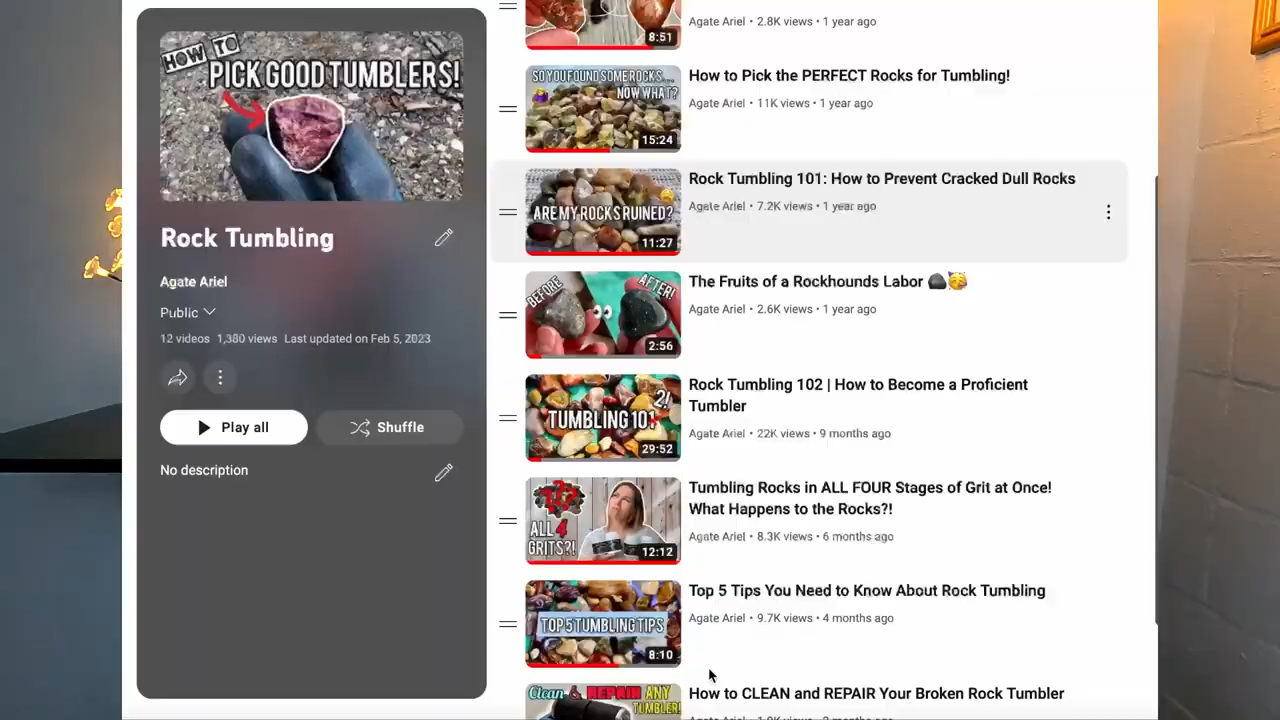 HOW TO
PICK GOOD TUMBLERS!
Rock Tumbling
Agate Ariel
Public
12 videos 1,380 views Last updated on Feb 5, 2023
Play all
Shuffle
No description
8:51
Agate Ariel • 2.8K views • 1 year ago
SO YOU FOUND SOME ROCKS...
NOW WHAT?
15:24
How to Pick the PERFECT Rocks for Tumbling!
Agate Ariel • 11K views • 1 year ago
ARE MY ROCKS RUINED?
11:27
Rock Tumbling 101: How to Prevent Cracked Dull Rocks
Agate Ariel • 7.2K views • 1 year ago
BEFORE
AFTER!
2:56
The Fruits of a Rockhounds Labor
Agate Ariel • 2.6K views • 1 year ago
2!
TUMBLING 101
29:52
Rock Tumbling 102 | How to Become a Proficient
Tumbler
Agate Ariel • 22K views • 9 months ago
???
ALL 4
GRITS?!
12:12
Tumbling Rocks in ALL FOUR Stages of Grit at Once!
What Happens to the Rocks?!
Agate Ariel • 8.3K views • 6 months ago
TOP 5 TUMBLING TIPS
8:10
Top 5 Tips You Need to Know About Rock Tumbling
Agate Ariel • 9.7K views • 4 months ago
Clean & REPAIR ANY
TUMBLER!
How to CLEAN and REPAIR Your Broken Rock Tumbler